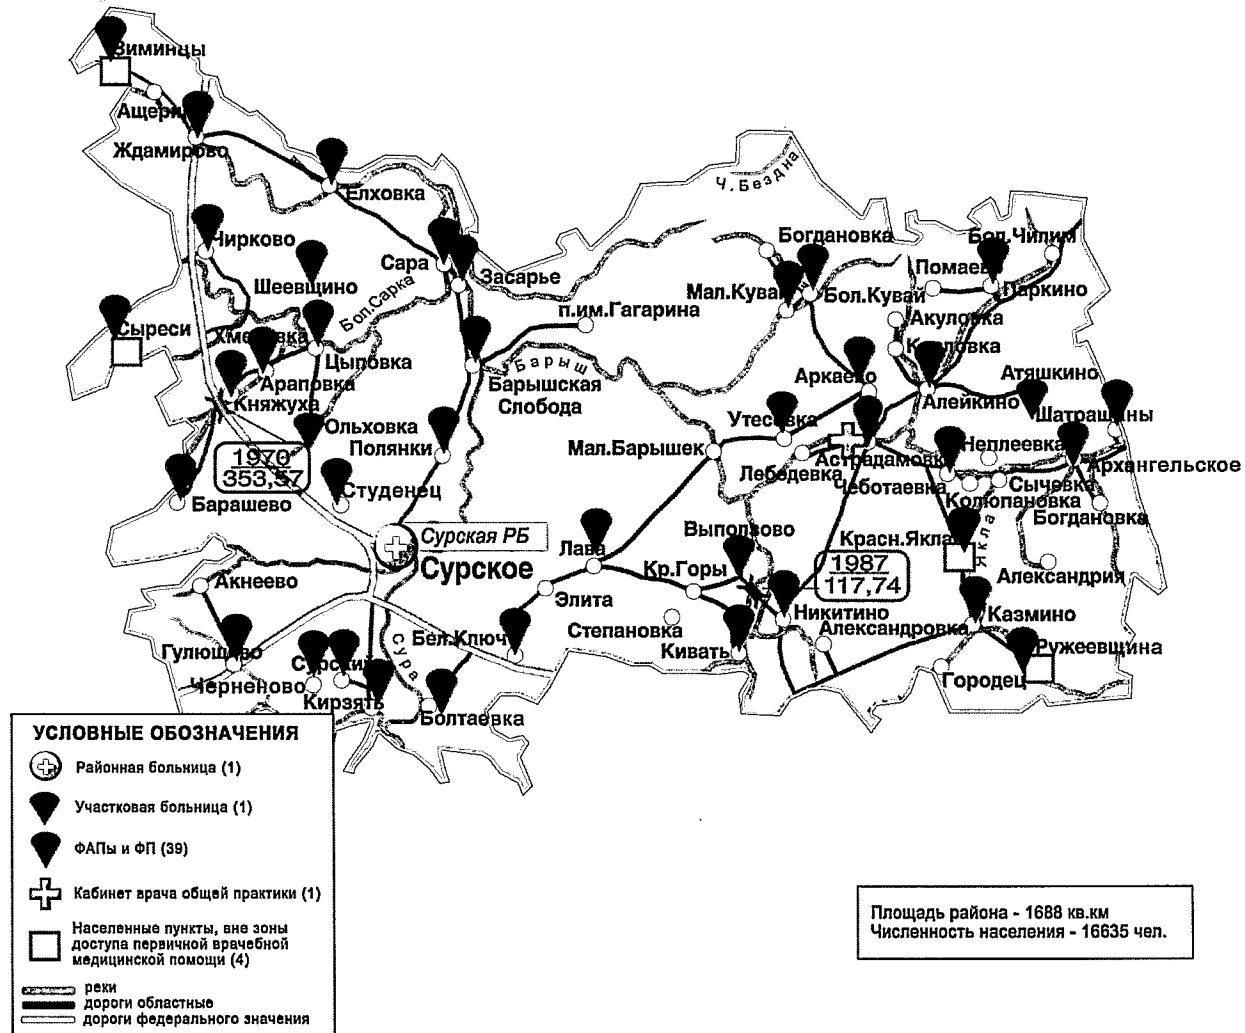 Зиминцы
Ждамирово
Елховка
Чирково
Шеевщино
Сара
Засарье
Бол.Сарка
Сыреси
Цыповка
Араповка
Княжуха
Ольховка
Полянки
1970
353,57
Барашево
Студенец
Сурская РБ
Сурское
п.им.Гагарина
Барыш
Барышская
Слобода
Ч.Бездна
Богдановка
Бол.Чилим
Мал.Кувай
Бол.Кувай
Паркино
Акуловка
Аркаево
Атяшкино
Алейкино
Утесовка
Шатрашаны
Мал.Барышек
Неплеевка
Лебедевка
Астрадамовка
Архангельское
Чеботаевка
Сычевка
Колюпановка
Богдановка
Якла
Выползово
Лава
Кр.Горы
1987
117,74
Александрия
Акнеево
Элита
Никитино
Казмино
Степановка
Александровка
Кивать
Ружеевщина
Городец
Бел.Ключ
Сура
Гулюшево
Черненово
Кирзять
Болтаевка
УСЛОВНЫЕ ОБОЗНАЧЕНИЯ
Районная больница (1)
Участковая больница (1)
ФАПы и ФП (39)
Кабинет врача общей практики (1)
Населенные пункты, вне зоны
доступа первичной врачебной
медицинской помощи (4)
реки
дороги областные
дороги федерального значения
Площадь района - 1688 кв.км
Численность населения - 16635 чел.